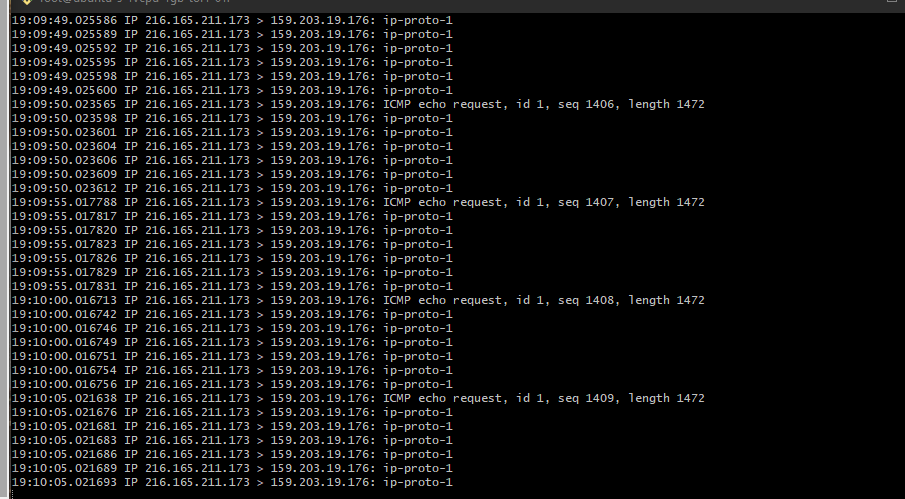 19:09:49.025586 IP 216.165.211.173 > 159.203.19.176: ip-proto-1
19:09:49.025589 IP 216.165.211.173 > 159.203.19.176: ip-proto-1
19:09:49.025592 IP 216.165.211.173 > 159.203.19.176: ip-proto-1
19:09:49.025595 IP 216.165.211.173 > 159.203.19.176: ip-proto-1
19:09:49.025598 IP 216.165.211.173 > 159.203.19.176: ip-proto-1
19:09:49.025600 IP 216.165.211.173 > 159.203.19.176: ip-proto-1
19:09:50.023565 IP 216.165.211.173 > 159.203.19.176: ICMP echo request, id 1, seq 1406, length 1472
19:09:50.023598 IP 216.165.211.173 > 159.203.19.176: ip-proto-1
19:09:50.023601 IP 216.165.211.173 > 159.203.19.176: ip-proto-1
19:09:50.023604 IP 216.165.211.173 > 159.203.19.176: ip-proto-1
19:09:50.023606 IP 216.165.211.173 > 159.203.19.176: ip-proto-1
19:09:50.023609 IP 216.165.211.173 > 159.203.19.176: ip-proto-1
19:09:50.023612 IP 216.165.211.173 > 159.203.19.176: ip-proto-1
19:09:55.017788 IP 216.165.211.173 > 159.203.19.176: ICMP echo request, id 1, seq 1407, length 1472
19:09:55.017817 IP 216.165.211.173 > 159.203.19.176: ip-proto-1
19:09:55.017820 IP 216.165.211.173 > 159.203.19.176: ip-proto-1
19:09:55.017823 IP 216.165.211.173 > 159.203.19.176: ip-proto-1
19:09:55.017826 IP 216.165.211.173 > 159.203.19.176: ip-proto-1
19:09:55.017829 IP 216.165.211.173 > 159.203.19.176: ip-proto-1
19:09:55.017831 IP 216.165.211.173 > 159.203.19.176: ip-proto-1
19:10:00.016713 IP 216.165.211.173 > 159.203.19.176: ICMP echo request, id 1, seq 1408, length 1472
19:10:00.016742 IP 216.165.211.173 > 159.203.19.176: ip-proto-1
19:10:00.016746 IP 216.165.211.173 > 159.203.19.176: ip-proto-1
19:10:00.016749 IP 216.165.211.173 > 159.203.19.176: ip-proto-1
19:10:00.016751 IP 216.165.211.173 > 159.203.19.176: ip-proto-1
19:10:00.016754 IP 216.165.211.173 > 159.203.19.176: ip-proto-1
19:10:00.016756 IP 216.165.211.173 > 159.203.19.176: ip-proto-1
19:10:05.021638 IP 216.165.211.173 > 159.203.19.176: ICMP echo request, id 1, seq 1409, length 1472
19:10:05.021676 IP 216.165.211.173 > 159.203.19.176: ip-proto-1
19:10:05.021681 IP 216.165.211.173 > 159.203.19.176: ip-proto-1
19:10:05.021683 IP 216.165.211.173 > 159.203.19.176: ip-proto-1
19:10:05.021686 IP 216.165.211.173 > 159.203.19.176: ip-proto-1
19:10:05.021689 IP 216.165.211.173 > 159.203.19.176: ip-proto-1
19:10:05.021693 IP 216.165.211.173 > 159.203.19.176: ip-proto-1